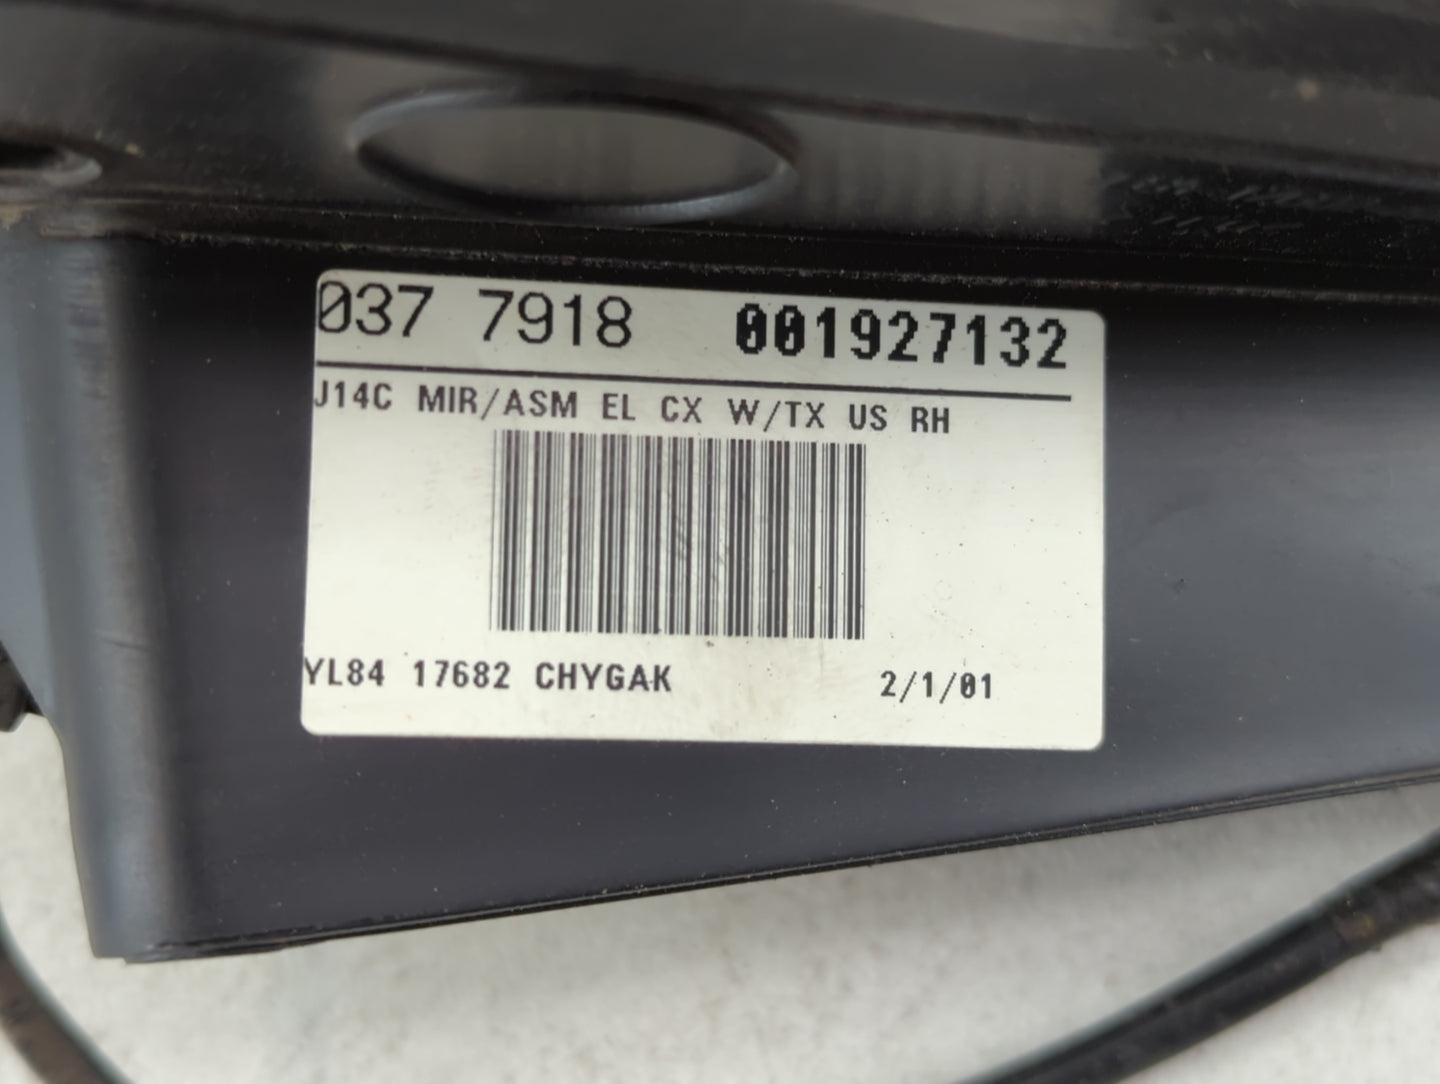 037 7918 001927132
J14C MIR/ASM EL CX W/TX US RH
YL84 17682 CHYGAK 2/1/01